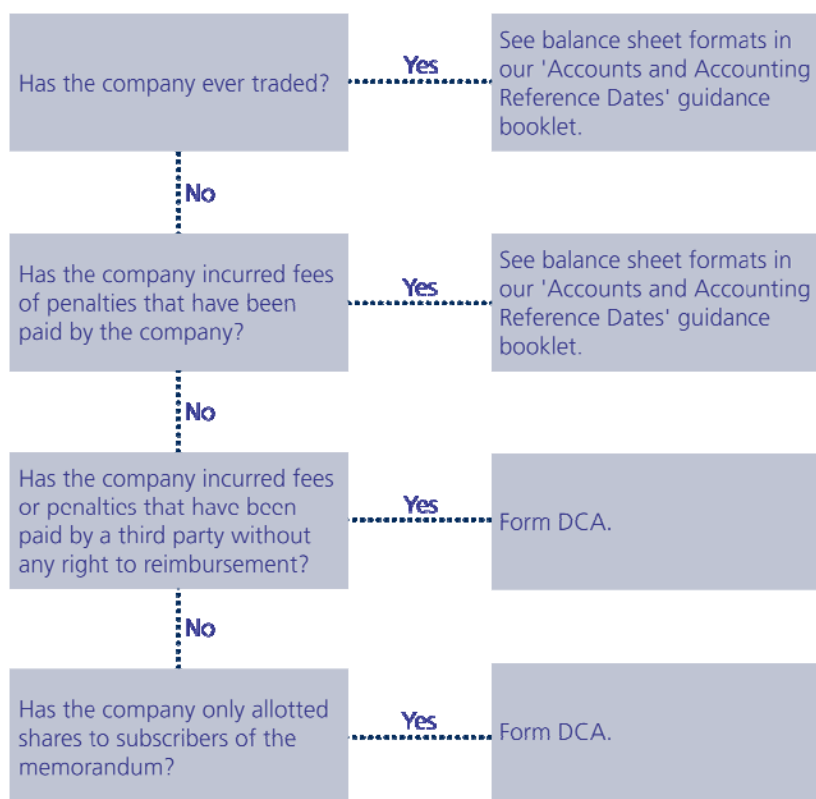 Has the company ever traded?
Yes
See balance sheet formats in
our 'Accounts and Accounting
Reference Dates' guidance
booklet.
No
Has the company incurred fees
of penalties that have been
paid by the company?
Yes
See balance sheet formats in
our 'Accounts and Accounting
Reference Dates' guidance
booklet.
No
Has the company incurred fees
or penalties that have been
paid by a third party without
any right to reimbursement?
Yes
Form DCA.
No
Has the company only allotted
shares to subscribers of the
memorandum?
Yes
Form DCA.